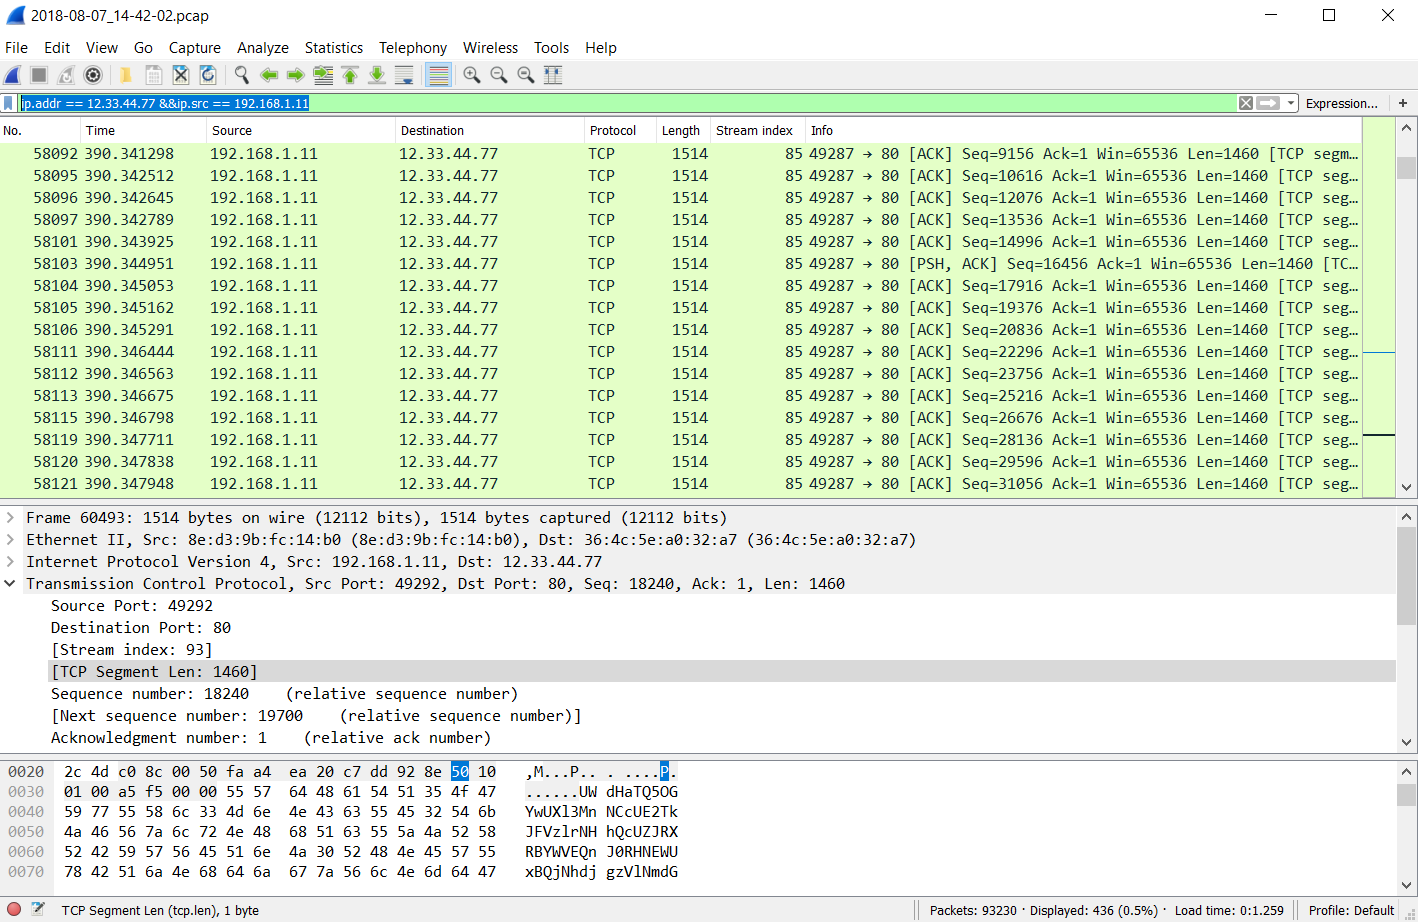 2018-08-07_14-42-02.pcap
File Edit View Go Capture Analyze Statistics Telephony Wireless Tools Help
ip.addr == 12.33.44.77 &&ip.src == 192.168.1.11 Expression... +
No. Time Source Destination Protocol Length Stream index Info
58092 390.341298 192.168.1.11 12.33.44.77 TCP 1514 85 49287 → 80 [ACK] Seq=9156 Ack=1 Win=65536 Len=1460 [TCP segm…
58095 390.342512 192.168.1.11 12.33.44.77 TCP 1514 85 49287 → 80 [ACK] Seq=10616 Ack=1 Win=65536 Len=1460 [TCP seg…
58096 390.342645 192.168.1.11 12.33.44.77 TCP 1514 85 49287 → 80 [ACK] Seq=12076 Ack=1 Win=65536 Len=1460 [TCP seg…
58097 390.342789 192.168.1.11 12.33.44.77 TCP 1514 85 49287 → 80 [ACK] Seq=13536 Ack=1 Win=65536 Len=1460 [TCP seg…
58101 390.343925 192.168.1.11 12.33.44.77 TCP 1514 85 49287 → 80 [ACK] Seq=14996 Ack=1 Win=65536 Len=1460 [TCP seg…
58103 390.344951 192.168.1.11 12.33.44.77 TCP 1514 85 49287 → 80 [PSH, ACK] Seq=16456 Ack=1 Win=65536 Len=1460 [TC…
58104 390.345053 192.168.1.11 12.33.44.77 TCP 1514 85 49287 → 80 [ACK] Seq=17916 Ack=1 Win=65536 Len=1460 [TCP seg…
58105 390.345162 192.168.1.11 12.33.44.77 TCP 1514 85 49287 → 80 [ACK] Seq=19376 Ack=1 Win=65536 Len=1460 [TCP seg…
58106 390.345291 192.168.1.11 12.33.44.77 TCP 1514 85 49287 → 80 [ACK] Seq=20836 Ack=1 Win=65536 Len=1460 [TCP seg…
58111 390.346444 192.168.1.11 12.33.44.77 TCP 1514 85 49287 → 80 [ACK] Seq=22296 Ack=1 Win=65536 Len=1460 [TCP seg…
58112 390.346563 192.168.1.11 12.33.44.77 TCP 1514 85 49287 → 80 [ACK] Seq=23756 Ack=1 Win=65536 Len=1460 [TCP seg…
58113 390.346675 192.168.1.11 12.33.44.77 TCP 1514 85 49287 → 80 [ACK] Seq=25216 Ack=1 Win=65536 Len=1460 [TCP seg…
58115 390.346798 192.168.1.11 12.33.44.77 TCP 1514 85 49287 → 80 [ACK] Seq=26676 Ack=1 Win=65536 Len=1460 [TCP seg…
58119 390.347711 192.168.1.11 12.33.44.77 TCP 1514 85 49287 → 80 [ACK] Seq=28136 Ack=1 Win=65536 Len=1460 [TCP seg…
58120 390.347838 192.168.1.11 12.33.44.77 TCP 1514 85 49287 → 80 [ACK] Seq=29596 Ack=1 Win=65536 Len=1460 [TCP seg…
58121 390.347948 192.168.1.11 12.33.44.77 TCP 1514 85 49287 → 80 [ACK] Seq=31056 Ack=1 Win=65536 Len=1460 [TCP seg…
Frame 60493: 1514 bytes on wire (12112 bits), 1514 bytes captured (12112 bits)
Ethernet II, Src: 8e:d3:9b:fc:14:b0 (8e:d3:9b:fc:14:b0), Dst: 36:4c:5e:a0:32:a7 (36:4c:5e:a0:32:a7)
Internet Protocol Version 4, Src: 192.168.1.11, Dst: 12.33.44.77
Transmission Control Protocol, Src Port: 49292, Dst Port: 80, Seq: 18240, Ack: 1, Len: 1460
Source Port: 49292
Destination Port: 80
[Stream index: 93]
[TCP Segment Len: 1460]
Sequence number: 18240 (relative sequence number)
[Next sequence number: 19700 (relative sequence number)]
Acknowledgment number: 1 (relative ack number)
0020 2c 4d c0 8c 00 50 fa a4 ea 20 c7 dd 92 8e 50 10 ,M...P.. . ....P.
0030 01 00 a5 f5 00 00 55 57 64 48 61 54 51 35 4f 47 ......UW dHaTQ5OG
0040 59 77 55 58 6c 33 4d 6e 4e 43 63 55 45 32 54 6b YwUXl3Mn NCcUE2Tk
0050 4a 46 56 7a 6c 72 4e 48 68 51 63 55 5a 4a 52 58 JFVzlrNH hQcUZJRX
0060 52 42 59 57 56 45 51 6e 4a 30 52 48 4e 45 57 55 RBYWVEQn J0RHNEWU
0070 78 42 51 6a 4e 68 64 6a 67 7a 56 6c 4e 6d 64 47 xBQjNhdj gzVlNmdG
TCP Segment Len (tcp.len), 1 byte Packets: 93230 · Displayed: 436 (0.5%) · Load time: 0:1.259 Profile: Default